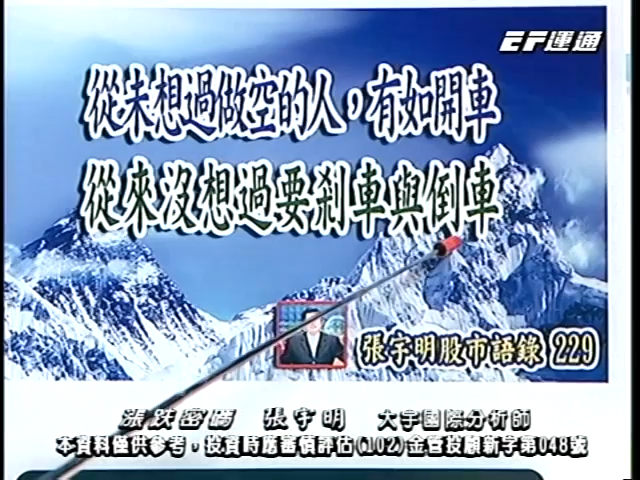 EF運通
從未想過做空的人，有如開車
從來沒想過要剎車與倒車
張宇明股市語錄 229
漲跌密碼 張宇明 大宇國際分析師
本資料僅供參考，投資時應審慎評估(102)金管投顧新字第048號